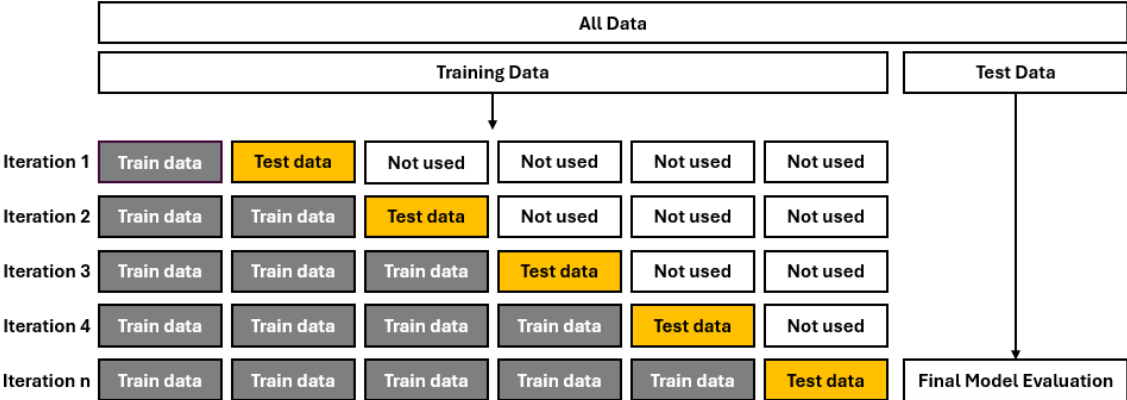 All Data
Training Data Test Data
Iteration 1 Train data Test data Not used Not used Not used Not used
Iteration 2 Train data Train data Test data Not used Not used Not used
Iteration 3 Train data Train data Train data Test data Not used Not used
Iteration 4 Train data Train data Train data Train data Test data Not used
Iteration n Train data Train data Train data Train data Train data Test data Final Model Evaluation